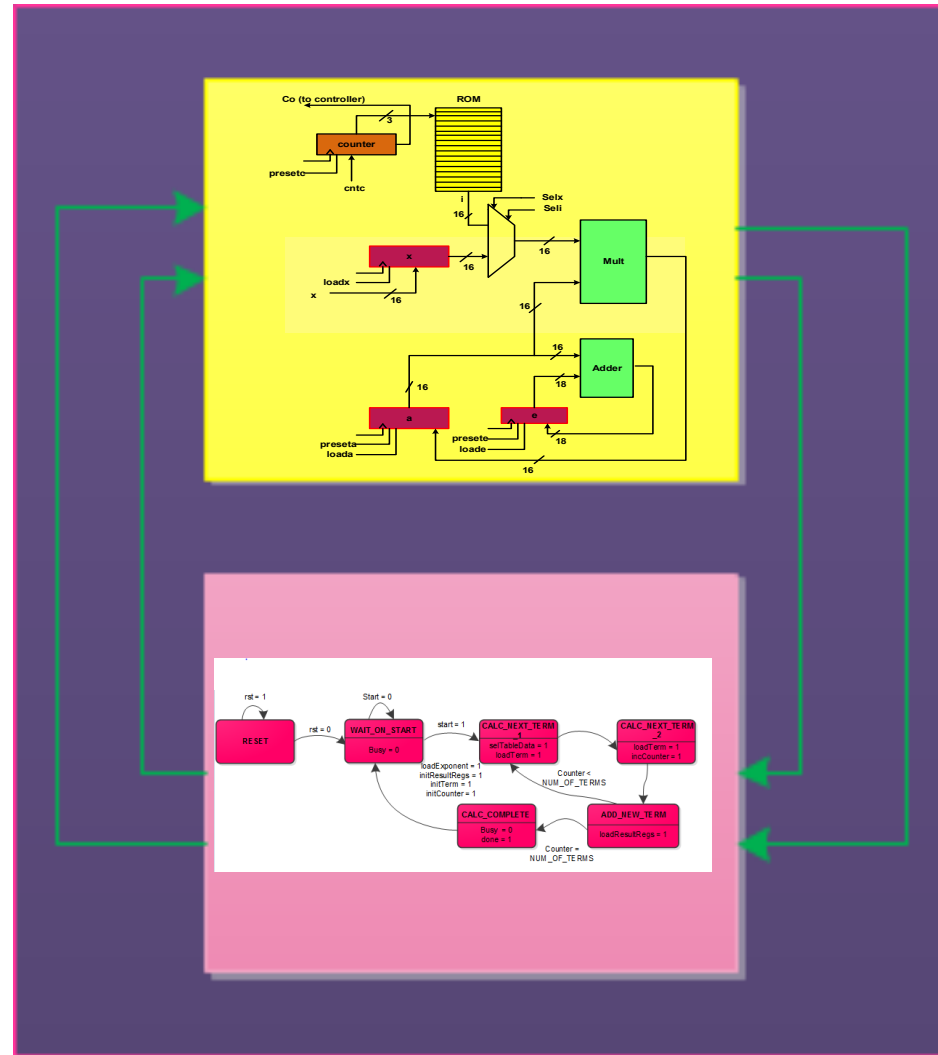 Co (to controller)
ROM
3
counter
presetc
cntc
i
Selx
Seli
16
16
x
16
Mult
loadx
x
16
16
16
Adder
16
18
a
e
preseta
loada
presete
loade
18
16
rst = 1
Start = 0
rst = 0
start = 1
RESET
WAIT_ON_START
Busy = 0
CALC_NEXT_TERM
_1
selTableData = 1
loadTerm = 1
CALC_NEXT_TERM
_2
loadTerm = 1
incCounter = 1
loadExponent = 1
initResultRegs = 1
initTerm = 1
initCounter = 1
Counter <
NUM_OF_TERMS
CALC_COMPLETE
Busy = 0
done = 1
ADD_NEW_TERM
loadResultRegs = 1
Counter =
NUM_OF_TERMS